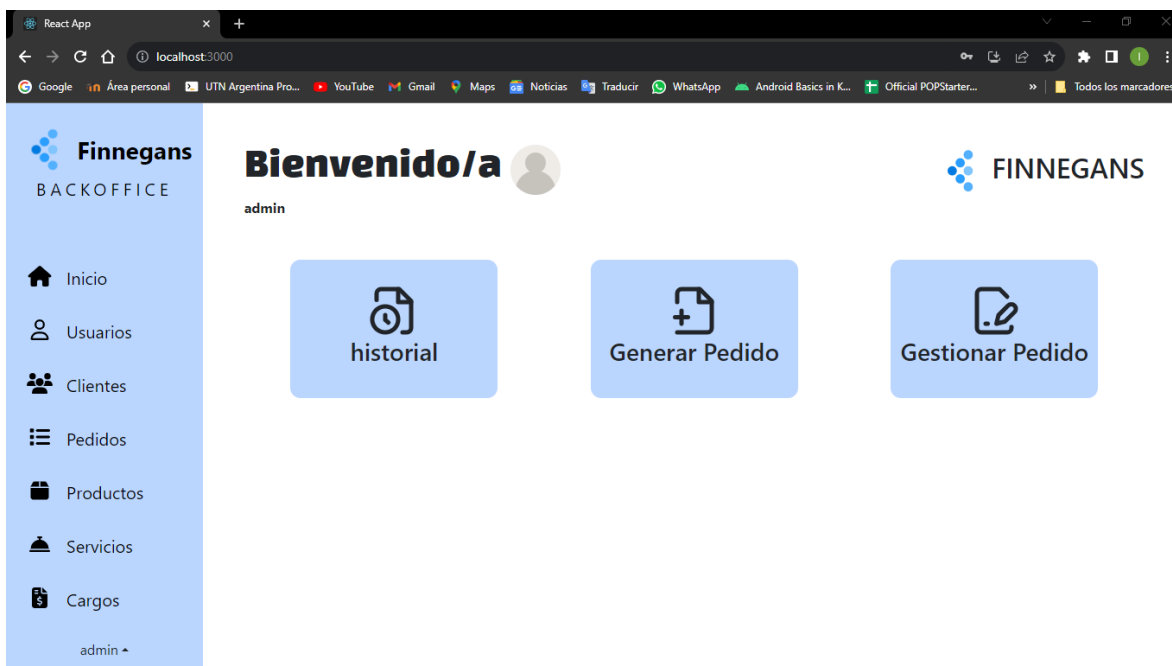 React App
localhost:3000
Google Área personal UTN Argentina Pro... YouTube Gmail Maps Noticias Traducir WhatsApp Android Basics in K... Official POPStarter... » Todos los marcadores
Finnegans
BACKOFFICE
Inicio
Usuarios
Clientes
Pedidos
Productos
Servicios
Cargos
admin
Bienvenido/a
admin
FINNEGANS
historial
Generar Pedido
Gestionar Pedido